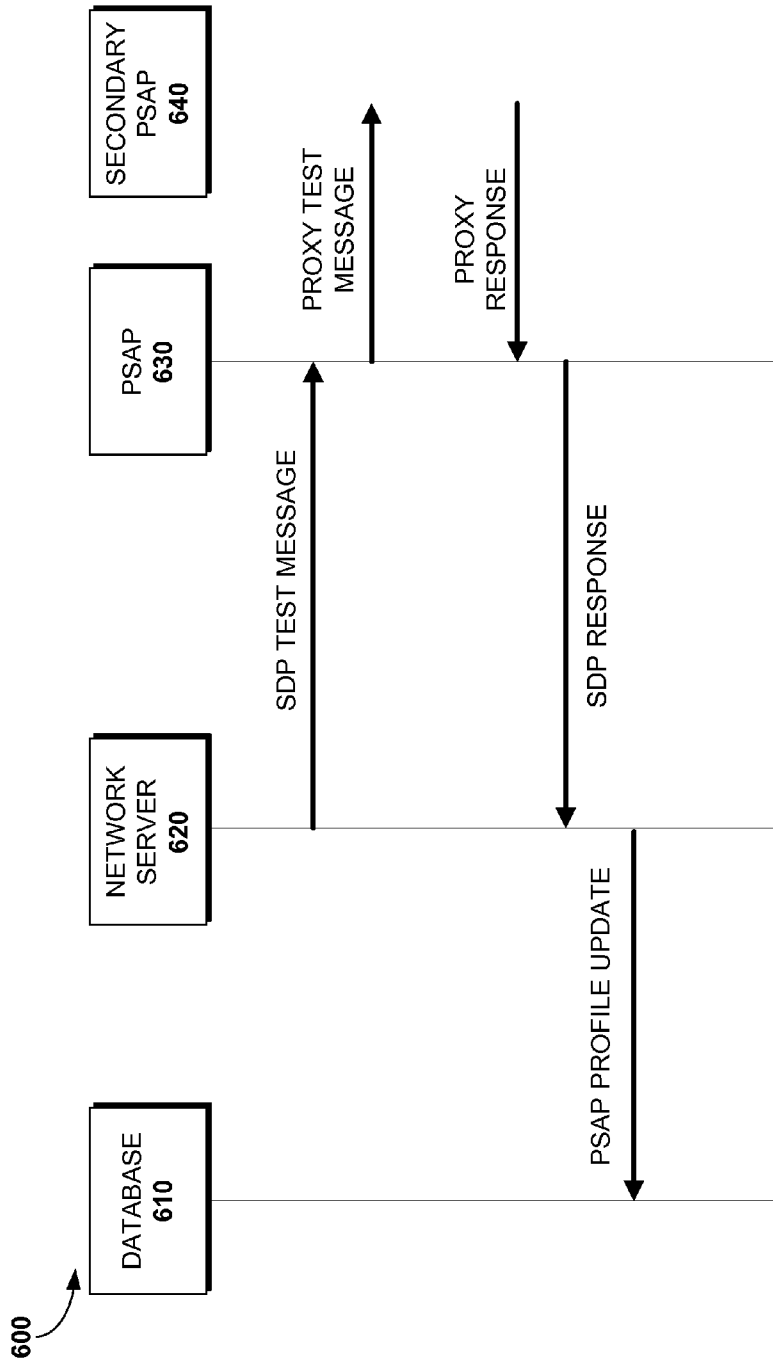 600
DATABASE
610
NETWORK
SERVER
620
PSAP
630
SECONDARY
PSAP
640
SDP TEST MESSAGE
PROXY TEST
MESSAGE
PROXY
RESPONSE
SDP RESPONSE
PSAP PROFILE UPDATE